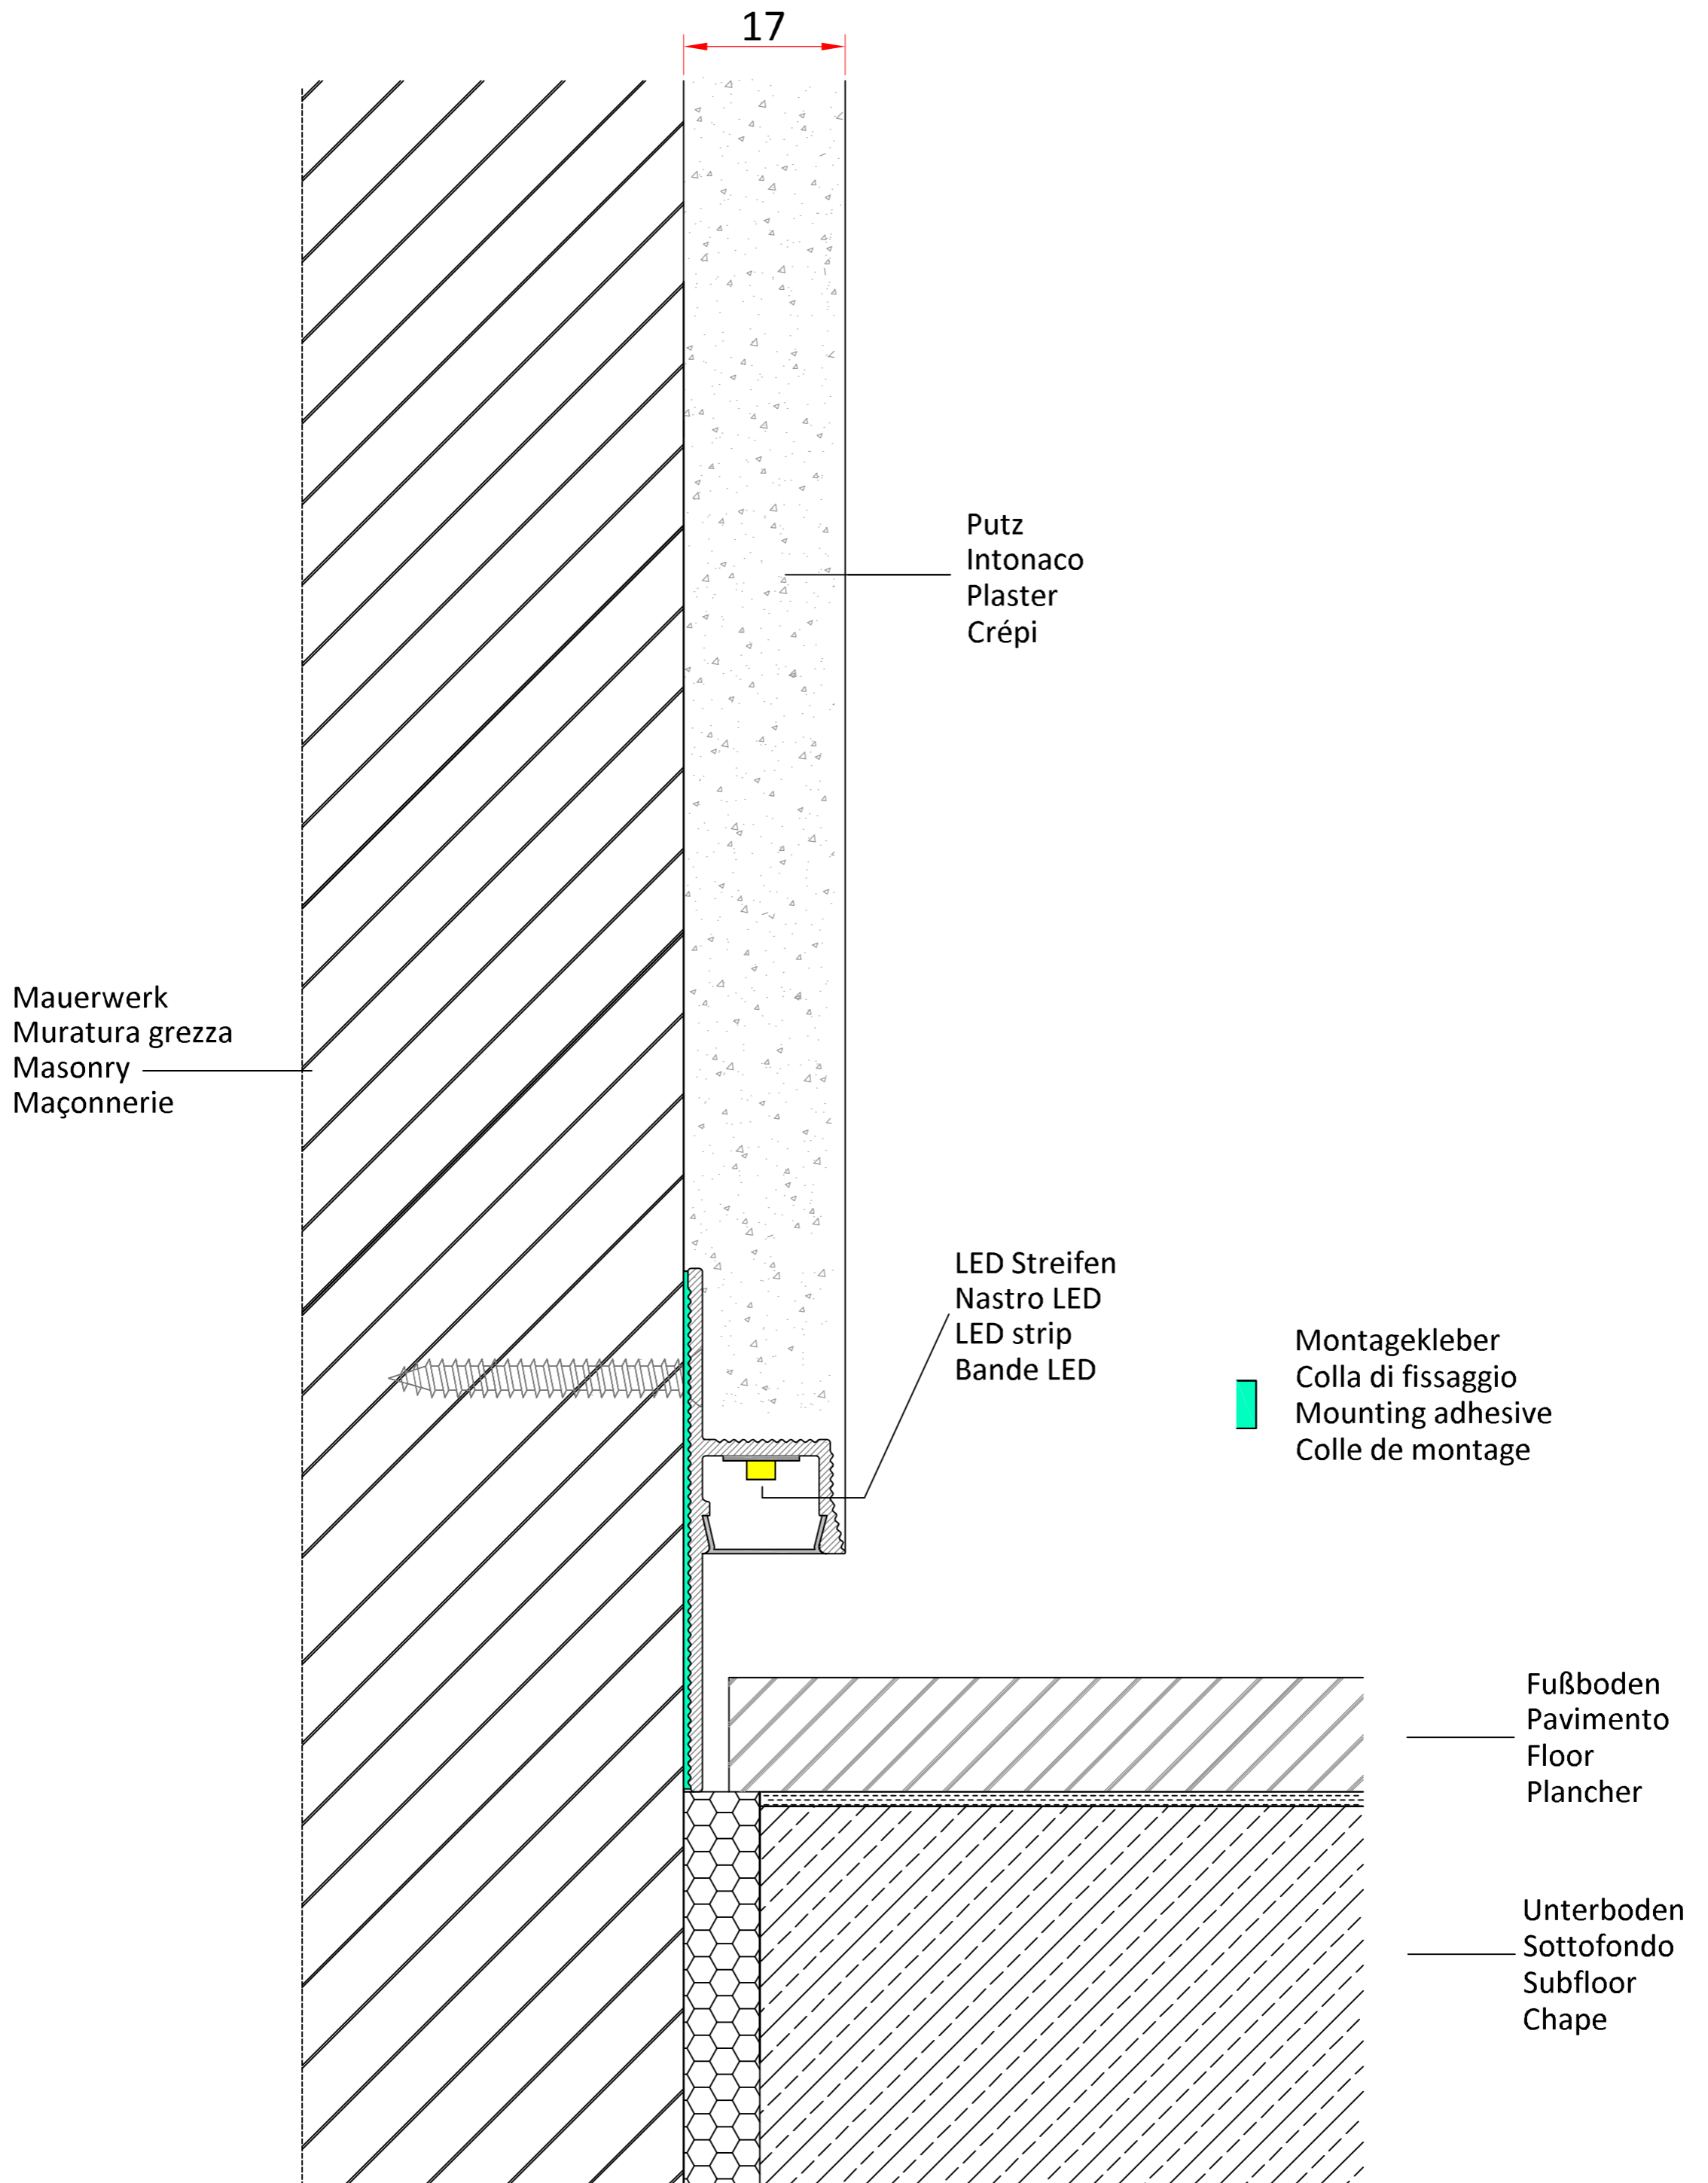 17
Putz
Intonaco
Plaster
Crépi
Mauerwerk
Muratura grezza
Masonry
Maçonnerie
LED Streifen
Nastro LED
LED strip
Bande LED
Montagekleber
Colla di fissaggio
Mounting adhesive
Colle de montage
Fußboden
Pavimento
Floor
Plancher
Unterboden
Sottofondo
Subfloor
Chape